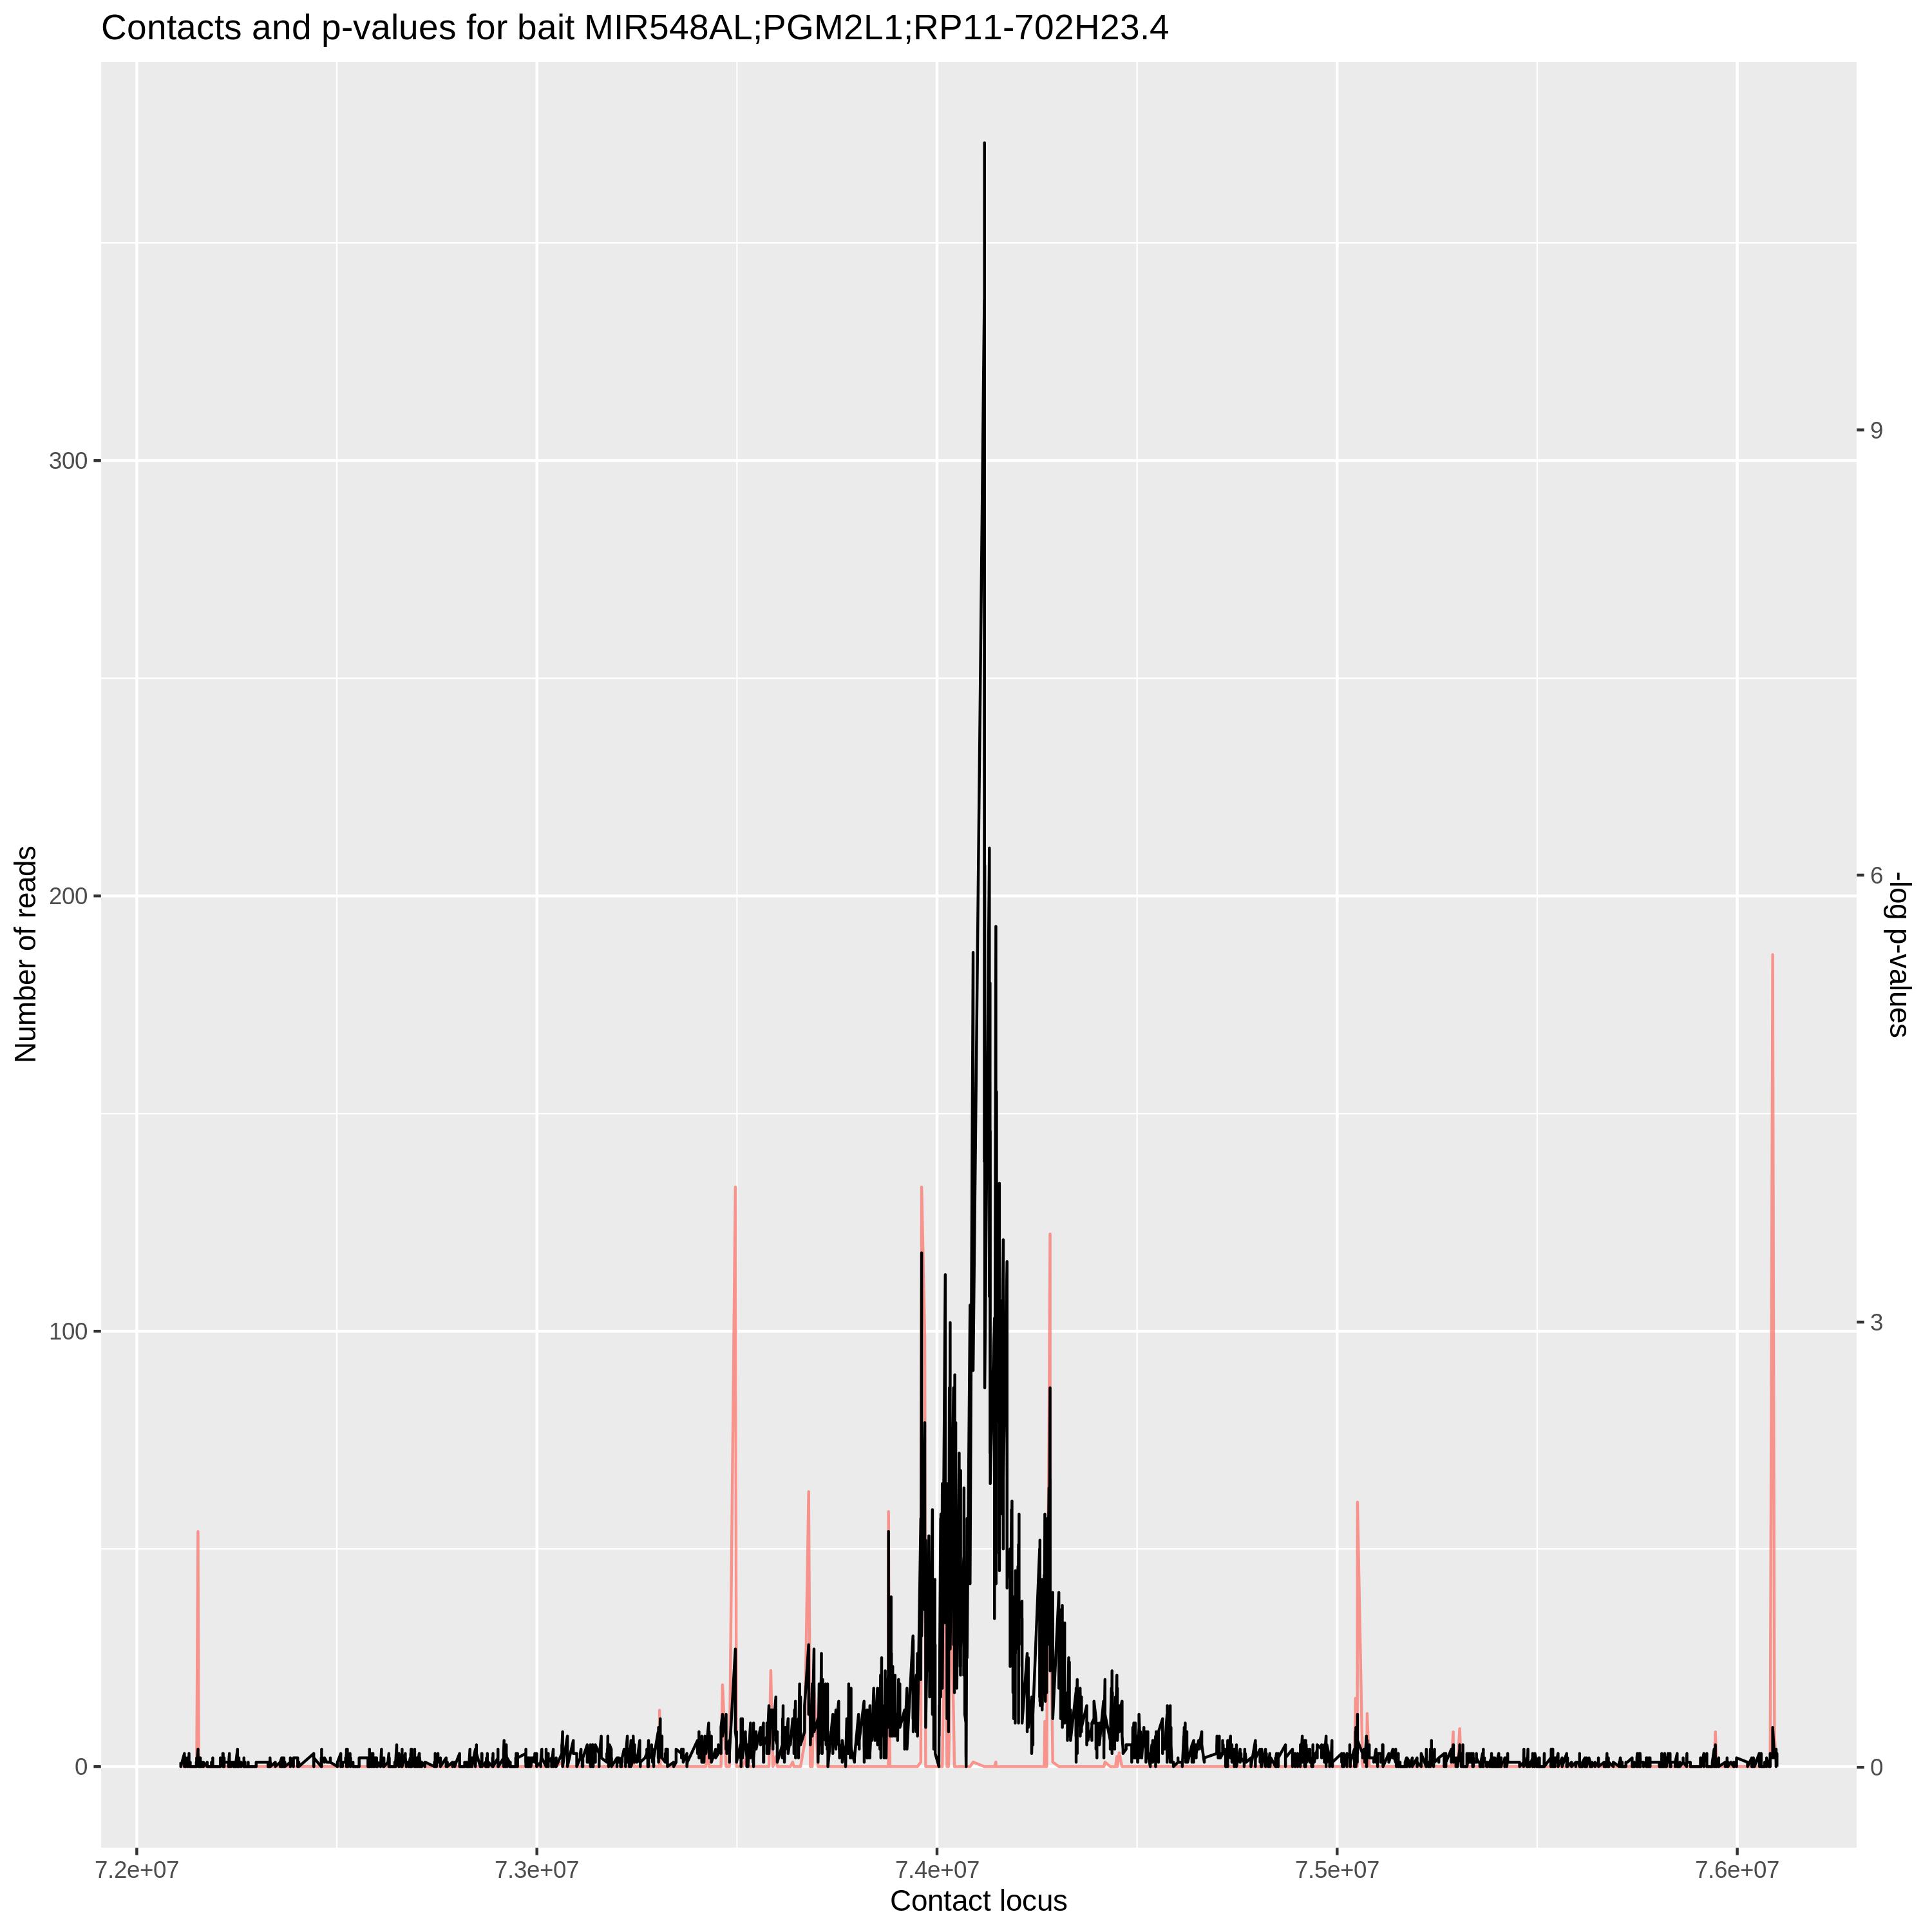 Contacts and p-values for bait MIR548AL;PGM2L1;RP11-702H23.4
Number of reads
300
200
100
0
9
6
3
0
-log p-values
7.2e+07
7.3e+07
7.4e+07
7.5e+07
7.6e+07
Contact locus